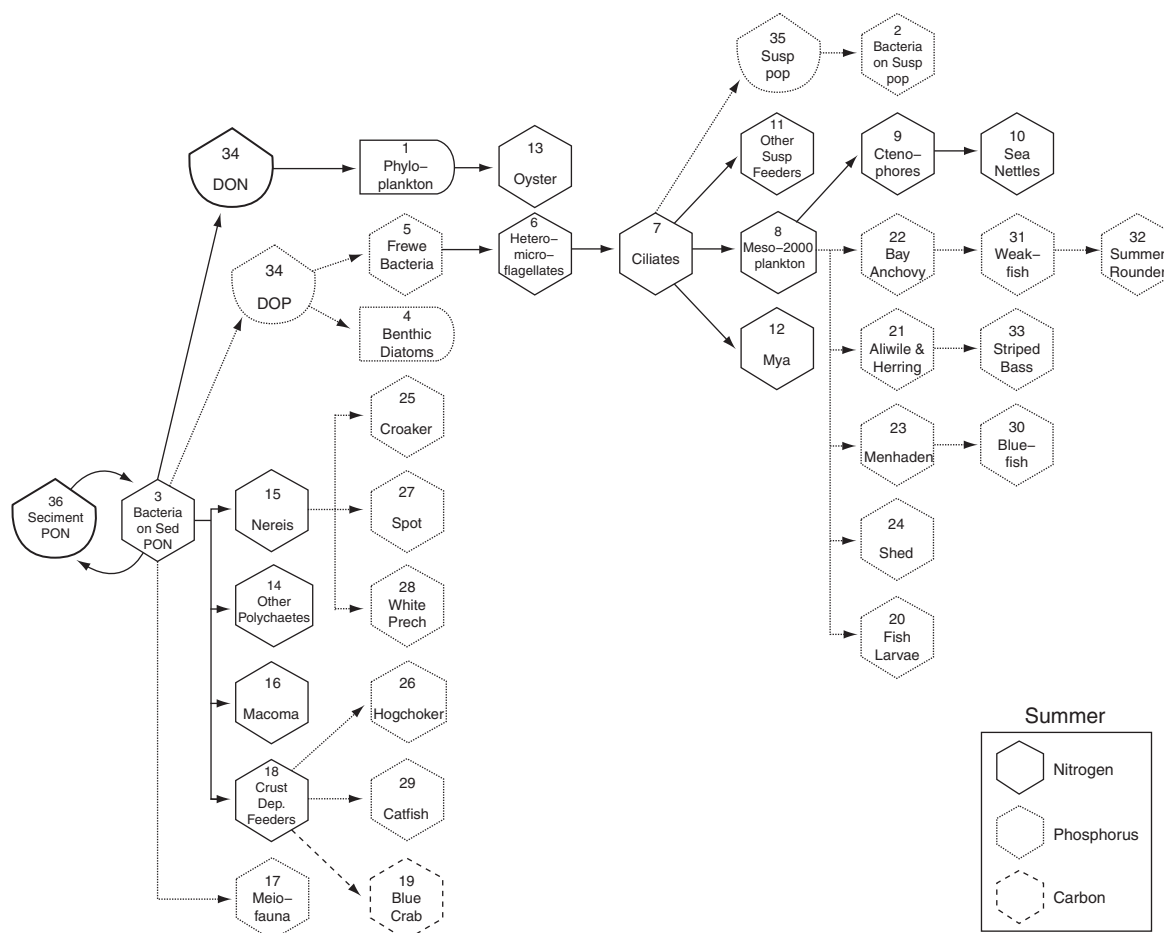 35
Susp
pop
2
Bacteria
on Susp
pop
34
DON
1
Phylo–
plankton
13
Oyster
11
Other
Susp
Feeders
9
Cteno–
phores
10
Sea
Nettles
34
DOP
5
Frewe
Bacteria
6
Hetero–
micro–
flagellates
7
Ciliates
8
Meso–2000
plankton
22
Bay
Anchovy
31
Weak–
fish
32
Summer
Rounder
4
Benthic
Diatoms
12
Mya
21
Aliwile &
Herring
33
Striped
Bass
25
Croaker
23
Menhaden
30
Blue–
fish
36
Seciment
PON
3
Bacteria
on Sed
PON
15
Nereis
27
Spot
24
Shed
14
Other
Polychaetes
28
White
Prech
20
Fish
Larvae
16
Macoma
26
Hogchoker
18
Crust
Dep.
Feeders
29
Catfish
17
Meio–
fauna
19
Blue
Crab
Summer
Nitrogen
Phosphorus
Carbon